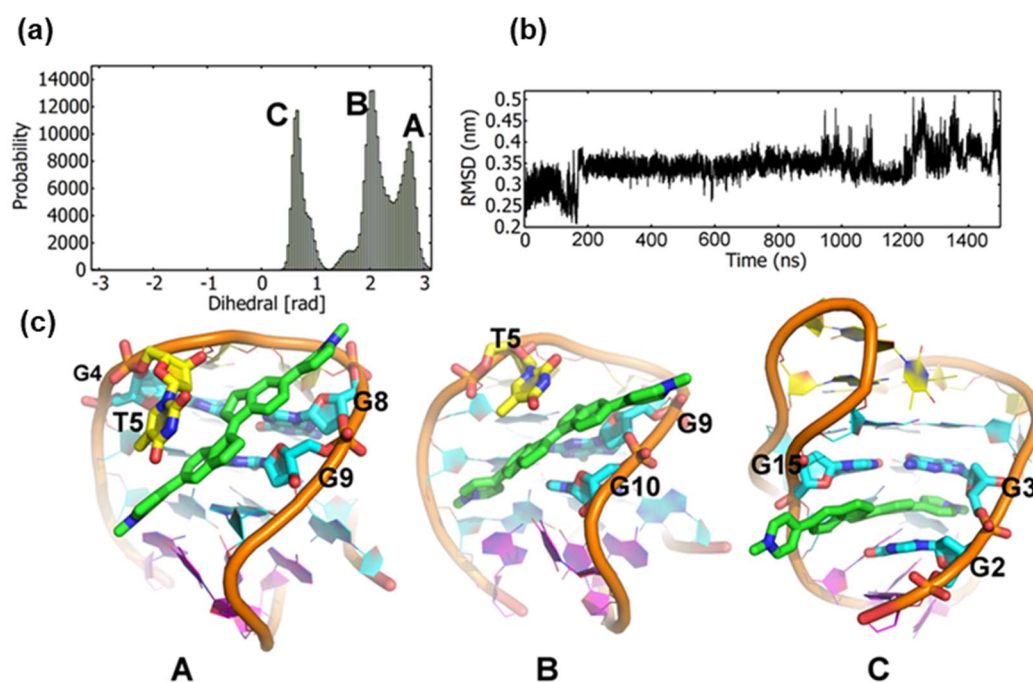 (a)
14000
12000
10000
8000
6000
4000
2000
0
Probability
C
B
A
-3
-2
-1
0
1
2
3
Dihedral [rad]
(b)
0.5
0.45
0.4
0.35
0.3
0.25
0.2
RMSD (nm)
0
200
400
600
800
1000
1200
1400
Time (ns)
(c)
G4
T5
G8
G9
A
T5
G9
G10
B
G15
G3
G2
C